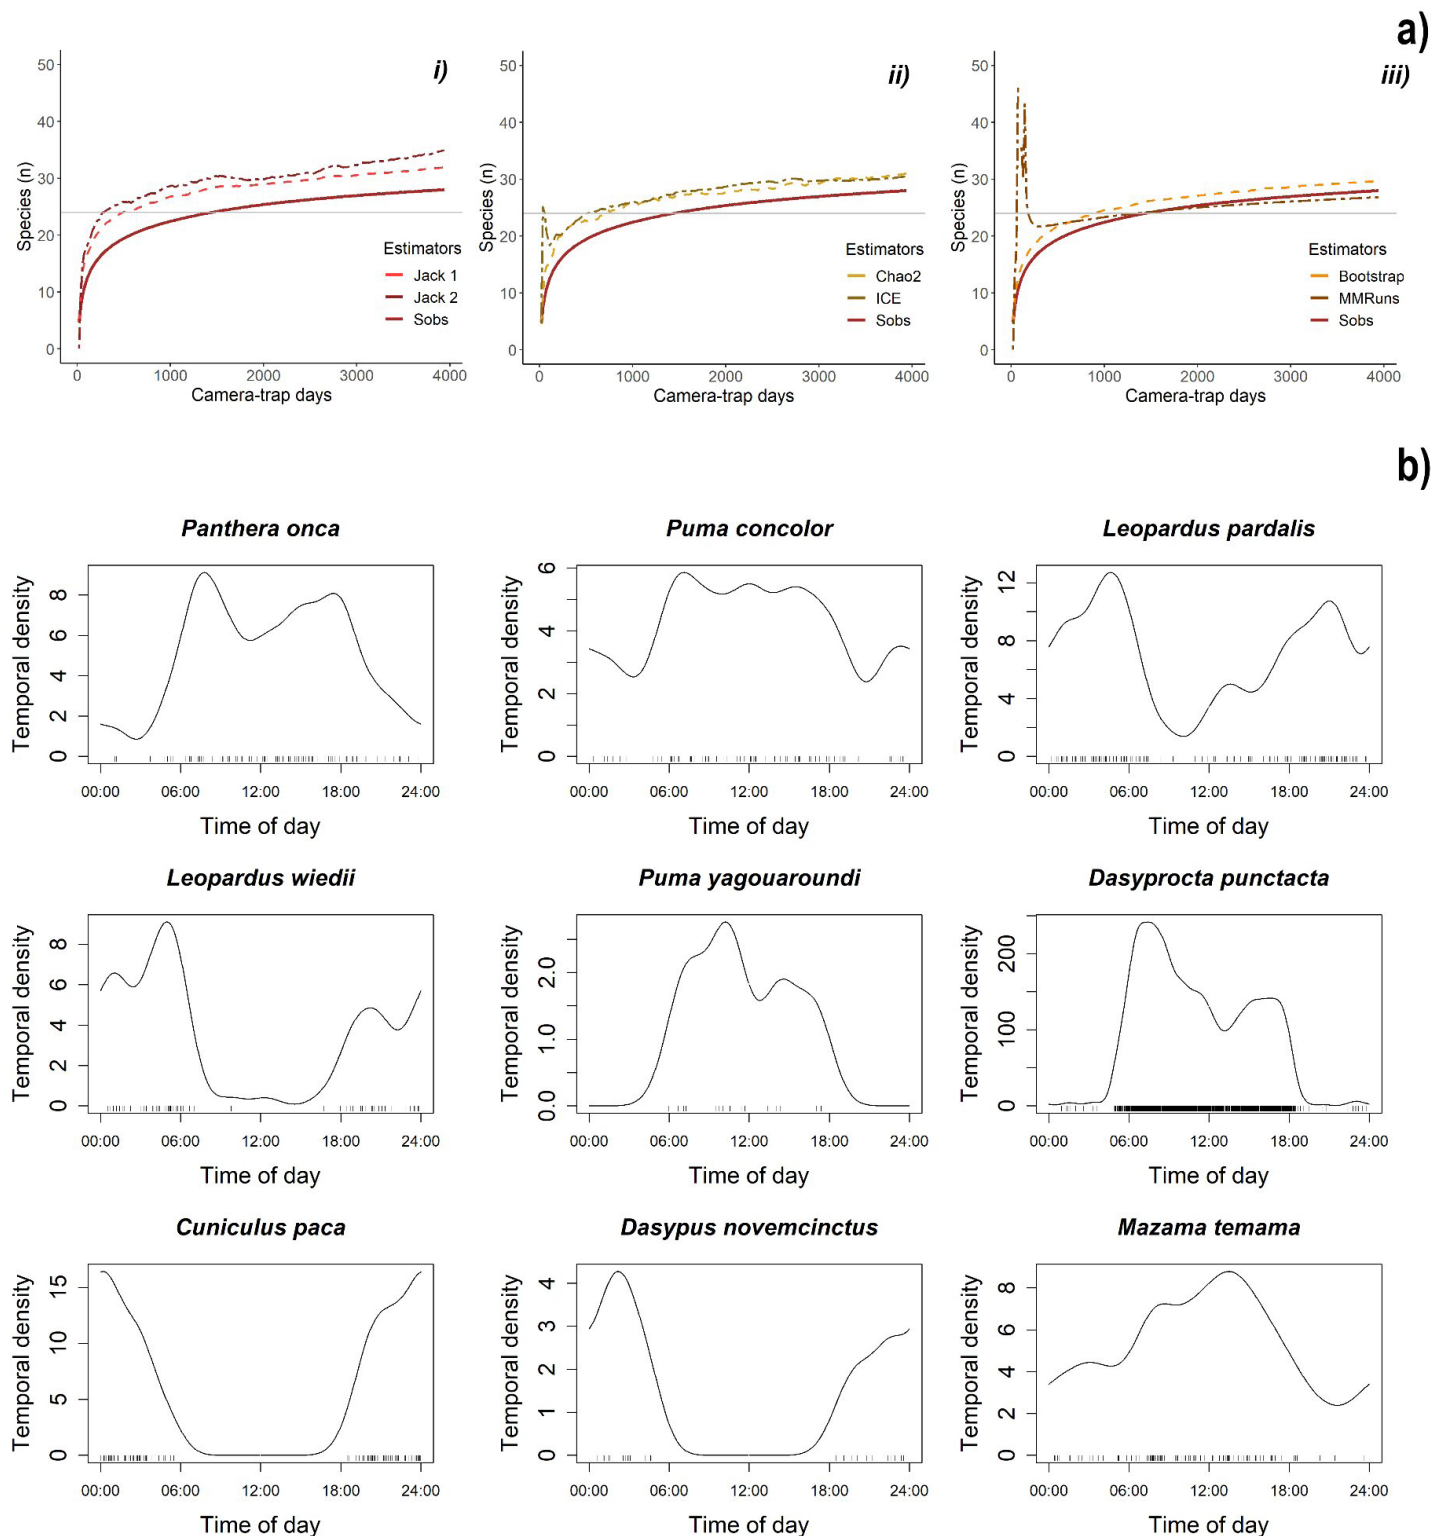 a)
i)
50
40
30
20
10
0
Species (n)
Estimators
Jack 1
Jack 2
Sobs
0 1000 2000 3000 4000
Camera-trap days
ii)
50
40
30
20
10
0
Species (n)
Estimators
Chao2
ICE
Sobs
0 1000 2000 3000 4000
Camera-trap days
iii)
50
40
30
20
10
0
Species (n)
Estimators
Bootstrap
MMRuns
Sobs
0 1000 2000 3000 4000
Camera-trap days
b)
Panthera onca
Temporal density
8
6
4
2
0
00:00 06:00 12:00 18:00 24:00
Time of day
Puma concolor
Temporal density
6
4
2
0
00:00 06:00 12:00 18:00 24:00
Time of day
Leopardus pardalis
Temporal density
12
8
4
0
00:00 06:00 12:00 18:00 24:00
Time of day
Leopardus wiedii
Temporal density
8
6
4
2
0
00:00 06:00 12:00 18:00 24:00
Time of day
Puma yagouaroundi
Temporal density
2.0
1.0
0.0
00:00 06:00 12:00 18:00 24:00
Time of day
Dasyprocta punctacta
Temporal density
200
100
0
00:00 06:00 12:00 18:00 24:00
Time of day
Cuniculus paca
Temporal density
15
10
5
0
00:00 06:00 12:00 18:00 24:00
Time of day
Dasypus novemcinctus
Temporal density
4
3
2
1
0
00:00 06:00 12:00 18:00 24:00
Time of day
Mazama temama
Temporal density
8
6
4
2
0
00:00 06:00 12:00 18:00 24:00
Time of day